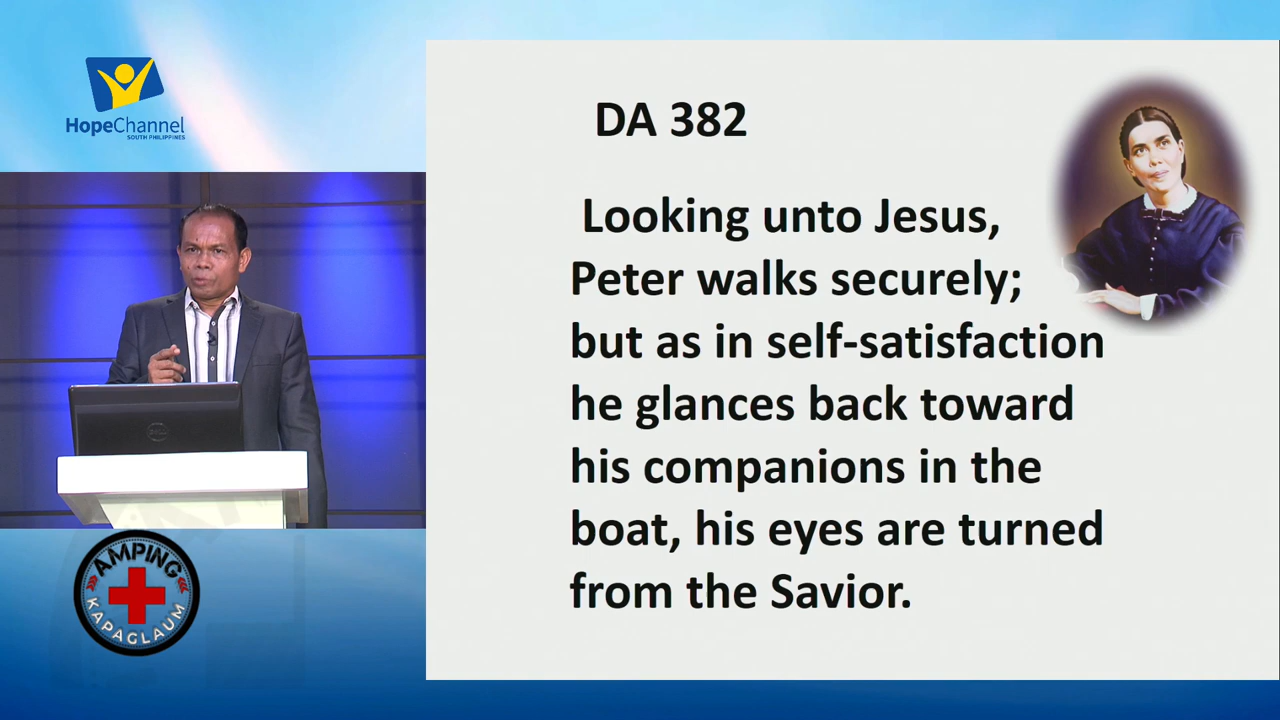 HopeChannel
SOUTH PHILIPPINES
DA 382
Looking unto Jesus,
Peter walks securely;
but as in self-satisfaction
he glances back toward
his companions in the
boat, his eyes are turned
from the Savior.
DELL
AMPING
KAPAGLAUM